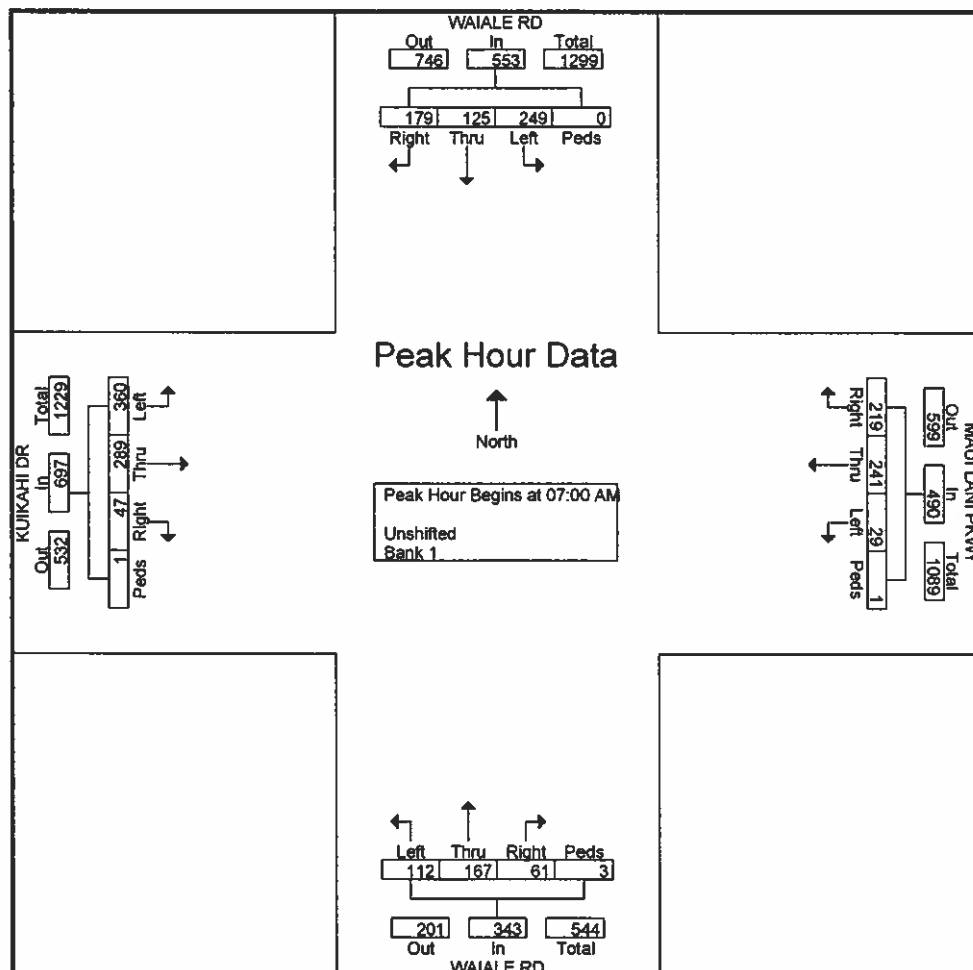 WAIALE RD
Out In Total
746 553 1299
179 125 249 0
Right Thru Left Peds
Peak Hour Data
North
Peak Hour Begins at 07:00 AM
Unshifted
Bank 1
KUIKAHI DR
Total In Out
1229 697 532
360 289 47 1
Left Thru Right Peds
Right Thru Left Peds
219 241 29 1
Out In Total
599 490 1089
MAUI LANI PKWY
Left Thru Right Peds
112 167 61 3
201 343 544
Out In Total
WAIALE RD